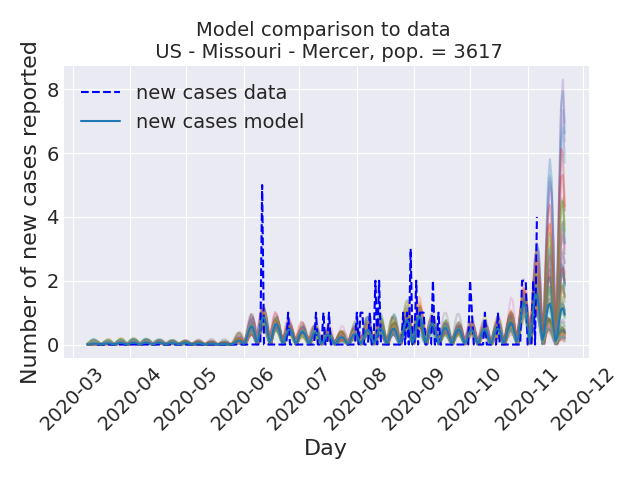 Model comparison to data
US - Missouri - Mercer, pop. = 3617
Number of new cases reported
8
6
4
2
0
new cases data
new cases model
2020-03
2020-04
2020-05
2020-06
2020-07
2020-08
2020-09
2020-10
2020-11
2020-12
Day